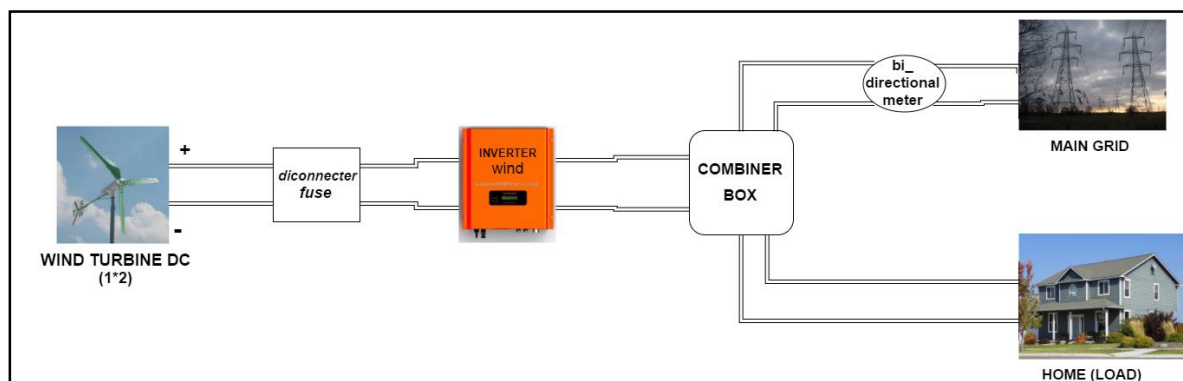 +
-
WIND TURBINE DC
(1*2)
diconnecter
fuse
INVERTER
wind
COMBINER
BOX
bi_
directional
meter
MAIN GRID
HOME (LOAD)